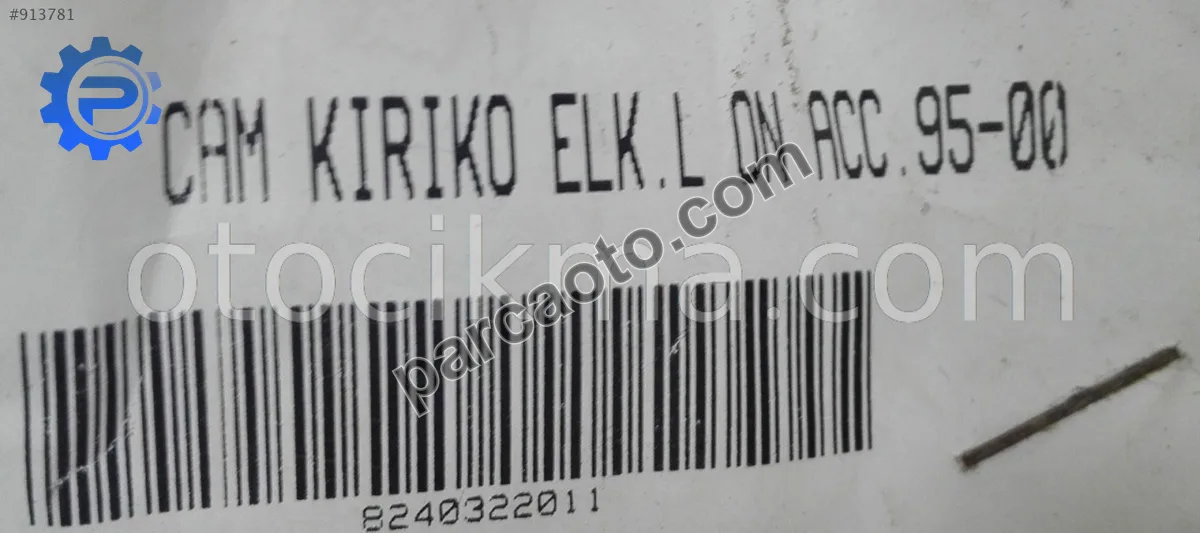 #913781
P
CAM KIRIKO ELK.L ON ACC.95-00
otocikma.com
parcaoto.com
8240322011